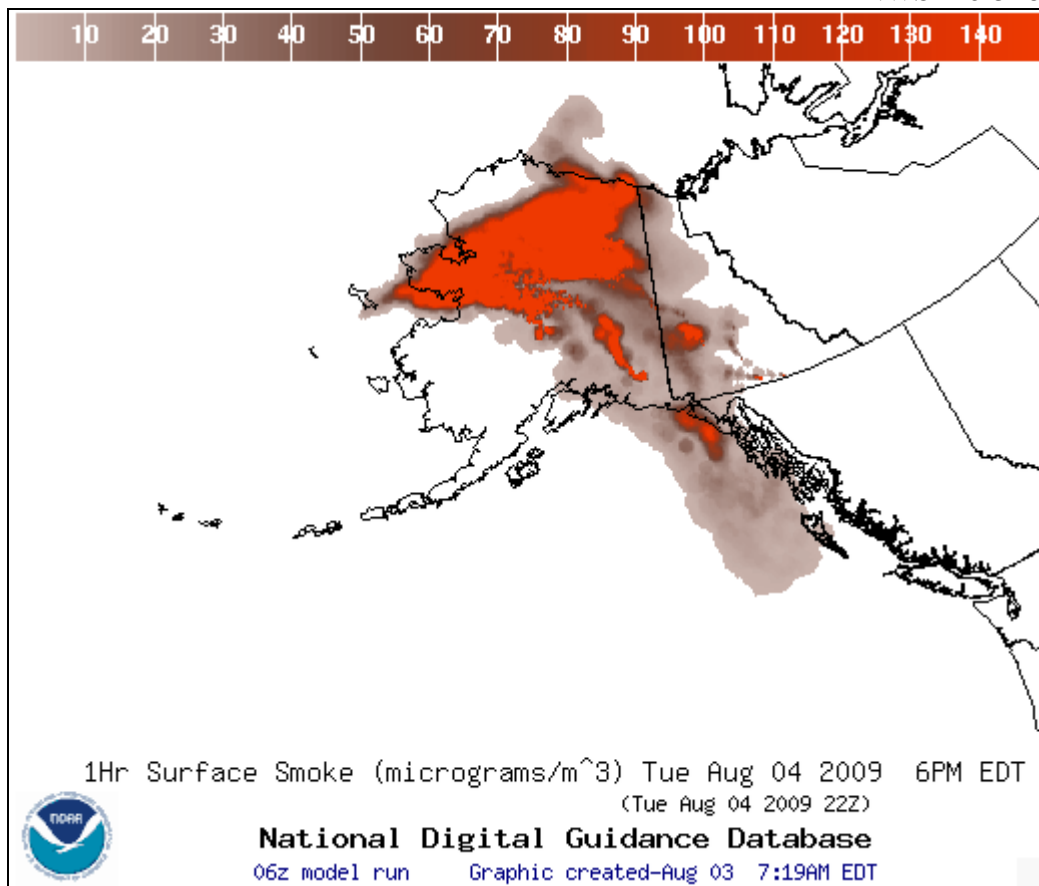 10 20 30 40 50 60 70 80 90 100 110 120 130 140
1Hr Surface Smoke (micrograms/m^3) Tue Aug 04 2009 6PM EDT
(Tue Aug 04 2009 22Z)
noaa
National Digital Guidance Database
06z model run Graphic created-Aug 03 7:19AM EDT